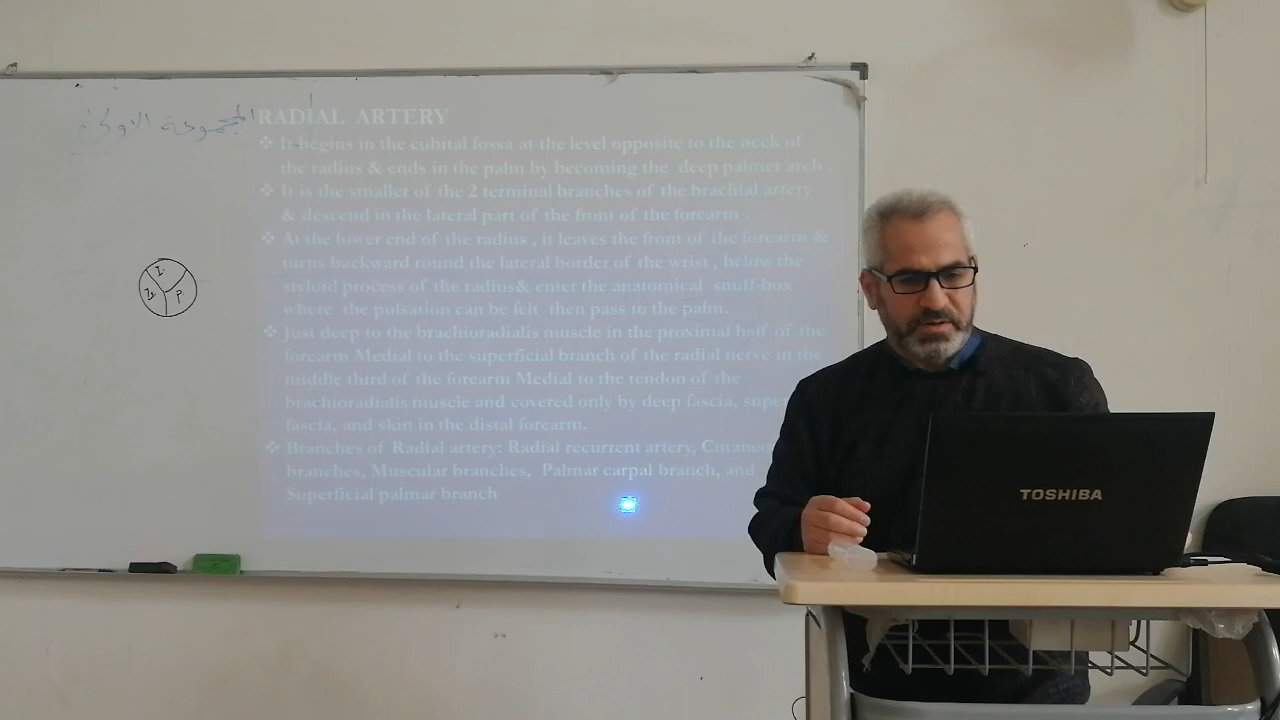 المجموعة الاولى
RADIAL ARTERY
❖ It begins in the cubital fossa at the level opposite to the neck of
the radius & ends in the palm by becoming the deep palmer arch .
❖ It is the smaller of the 2 terminal branches of the brachial artery
& descend in the lateral part of the front of the forearm .
❖ At the lower end of the radius , it leaves the front of the forearm &
turns backward round the lateral border of the wrist , below the
styloid process of the radius& enter the anatomical snuff-box
where the pulsation can be felt then pass to the palm.
❖ Just deep to the brachioradialis muscle in the proximal half of the
forearm Medial to the superficial branch of the radial nerve in the
middle third of the forearm Medial to the tendon of the
brachioradialis muscle and covered only by deep fascia, supe
fascia, and skin in the distal forearm.
❖ Branches of Radial artery: Radial recurrent artery, Cutaneo
branches, Muscular branches, Palmar carpal branch, and
Superficial palmar branch
P
TOSHIBA